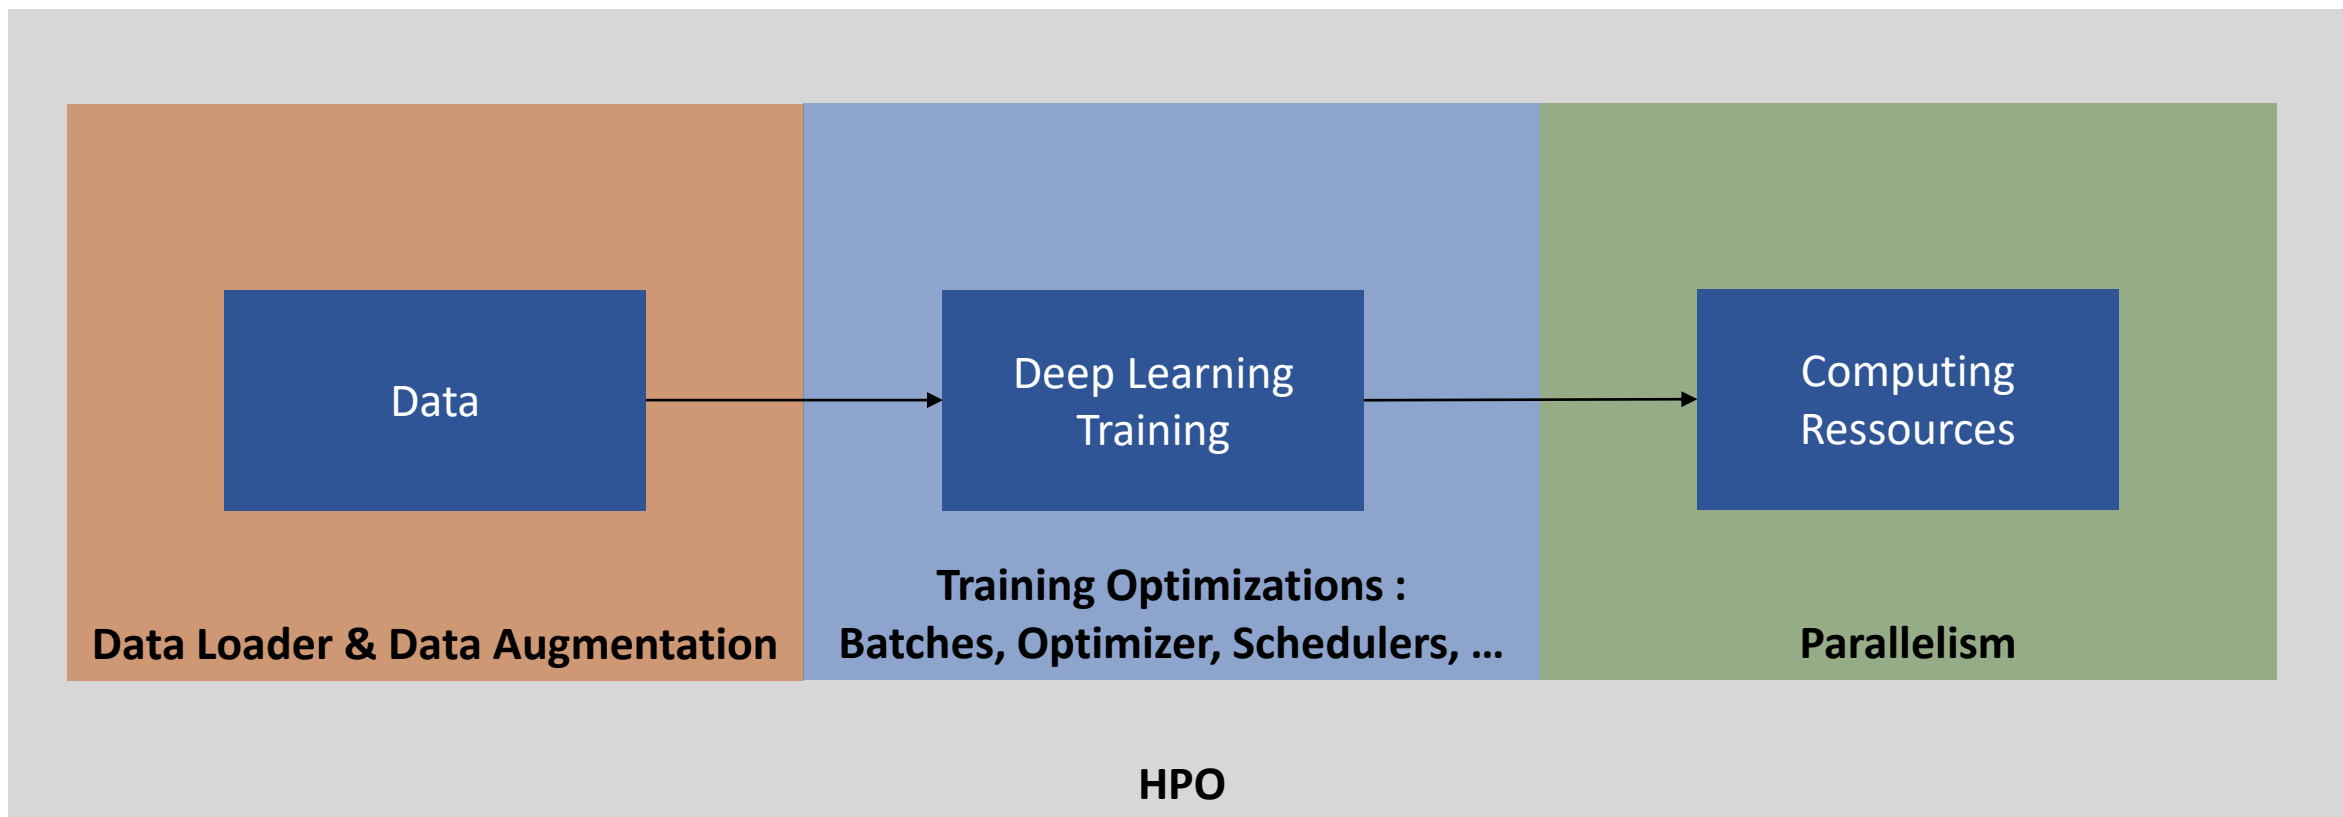 Data
Deep Learning
Training
Computing
Ressources
Data Loader & Data Augmentation
Training Optimizations :
Batches, Optimizer, Schedulers, ...
Parallelism
HPO